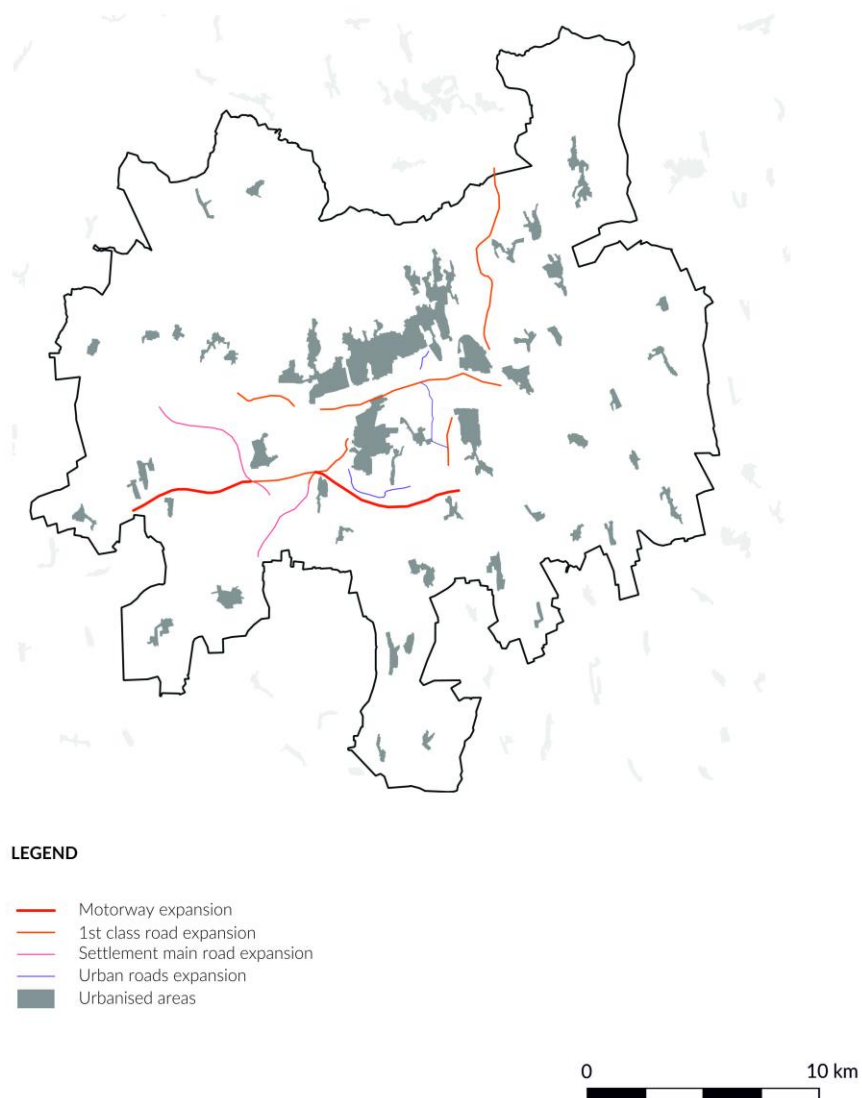 LEGEND
Motorway expansion
1st class road expansion
Settlement main road expansion
Urban roads expansion
Urbanised areas
0 10 km